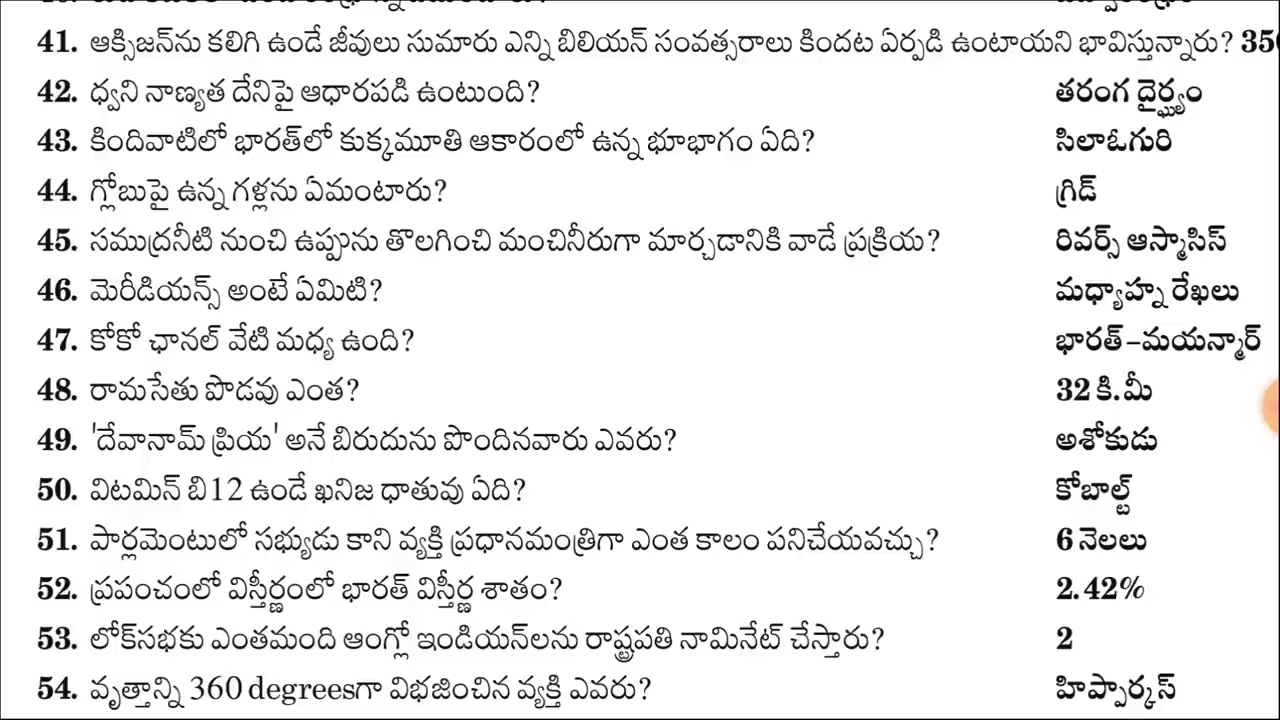 41. ఆక్సిజన్‌ను కలిగి ఉండే జీవులు సుమారు ఎన్ని బిలియన్ సంవత్సరాలు కిందట ఏర్పడి ఉంటాయని భావిస్తున్నారు?
42. ధ్వని నాణ్యత దేనిపై ఆధారపడి ఉంటుంది? తరంగ దైర్ఘ్యం
43. కిందివాటిలో భారత్‌లో కుక్కమూతి ఆకారంలో ఉన్న భూభాగం ఏది? సిలాఓగురి
44. గ్లోబుపై ఉన్న గళ్లను ఏమంటారు? గ్రిడ్
45. సముద్రనీటి నుంచి ఉప్పును తొలగించి మంచినీరుగా మార్చడానికి వాడే ప్రక్రియ? రివర్స్ ఆస్మాసిస్
46. మెరీడియన్స్ అంటే ఏమిటి? మధ్యాహ్న రేఖలు
47. కోకో ఛానల్ వేటి మధ్య ఉంది? భారత్–మయన్మార్
48. రామసేతు పొడవు ఎంత? 32 కి.మీ
49. 'దేవానామ్ ప్రియ' అనే బిరుదును పొందినవారు ఎవరు? అశోకుడు
50. విటమిన్ బి12 ఉండే ఖనిజ ధాతువు ఏది? కోబాల్ట్
51. పార్లమెంటులో సభ్యుడు కాని వ్యక్తి ప్రధానమంత్రిగా ఎంత కాలం పనిచేయవచ్చు? 6 నెలలు
52. ప్రపంచంలో విస్తీర్ణంలో భారత్ విస్తీర్ణ శాతం? 2.42%
53. లోక్‌సభకు ఎంతమంది ఆంగ్లో ఇండియన్‌లను రాష్ట్రపతి నామినేట్ చేస్తారు? 2
54. వృత్తాన్ని 360 degreesగా విభజించిన వ్యక్తి ఎవరు? హిప్పార్కస్